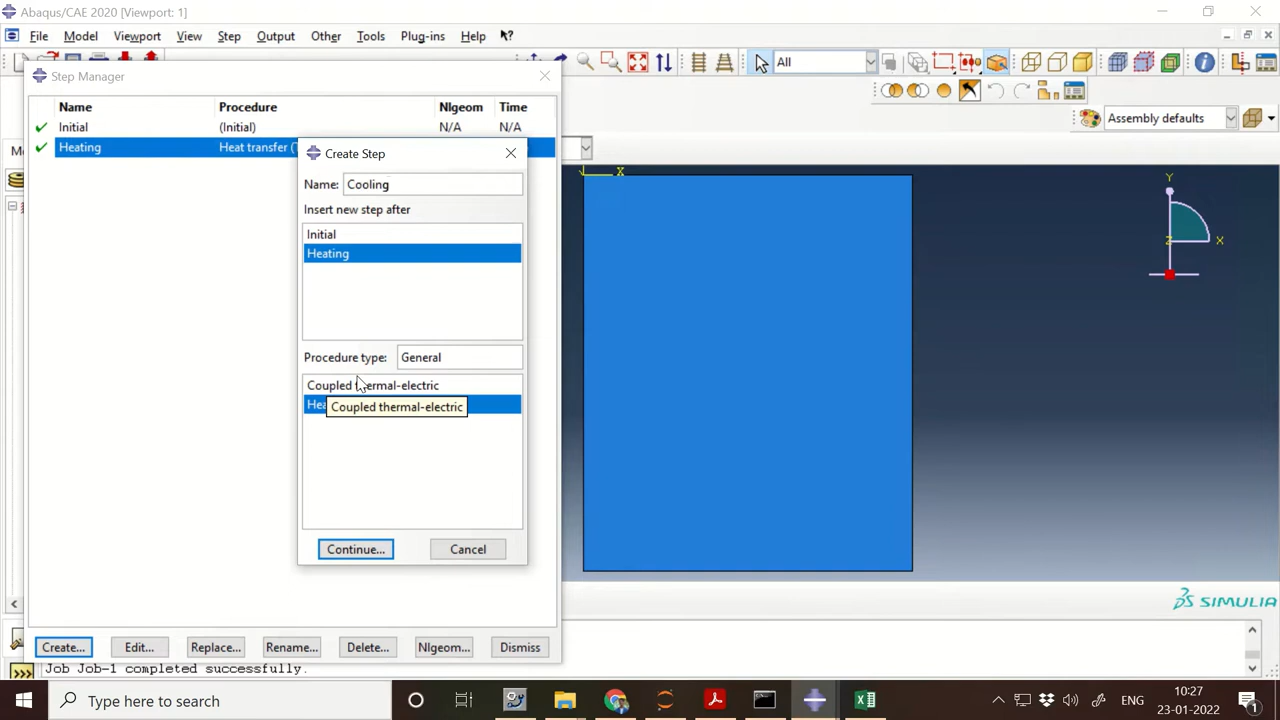 Abaqus/CAE 2020 [Viewport: 1]
File Model Viewport View Step Output Other Tools Plug-ins Help
All
Assembly defaults
Step Manager
Name Procedure Nlgeom Time
Initial (Initial) N/A N/A
Heating Heat transfer (
Create Step
Name: Cooling
Insert new step after
Initial
Heating
Procedure type: General
Coupled thermal-electric
Coupled thermal-electric
Continue... Cancel
Create... Edit... Replace... Rename... Delete... Nlgeom... Dismiss
X
Y
Z
X
SIMULIA
>>> Job Job-1 completed successfully.
Type here to search
ENG
10:27
23-01-2022
1